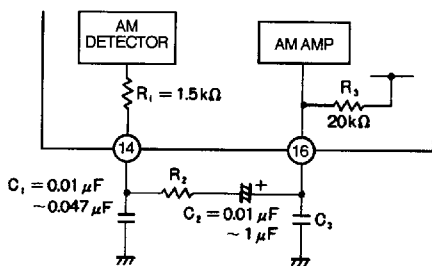 AM
DETECTOR
AM AMP
R₁ = 1.5kΩ
R₃
20kΩ
14
16
C₁ = 0.01 μF
~0.047 μF
R₂
+
C₂ = 0.01 μF
~ 1 μF
C₃